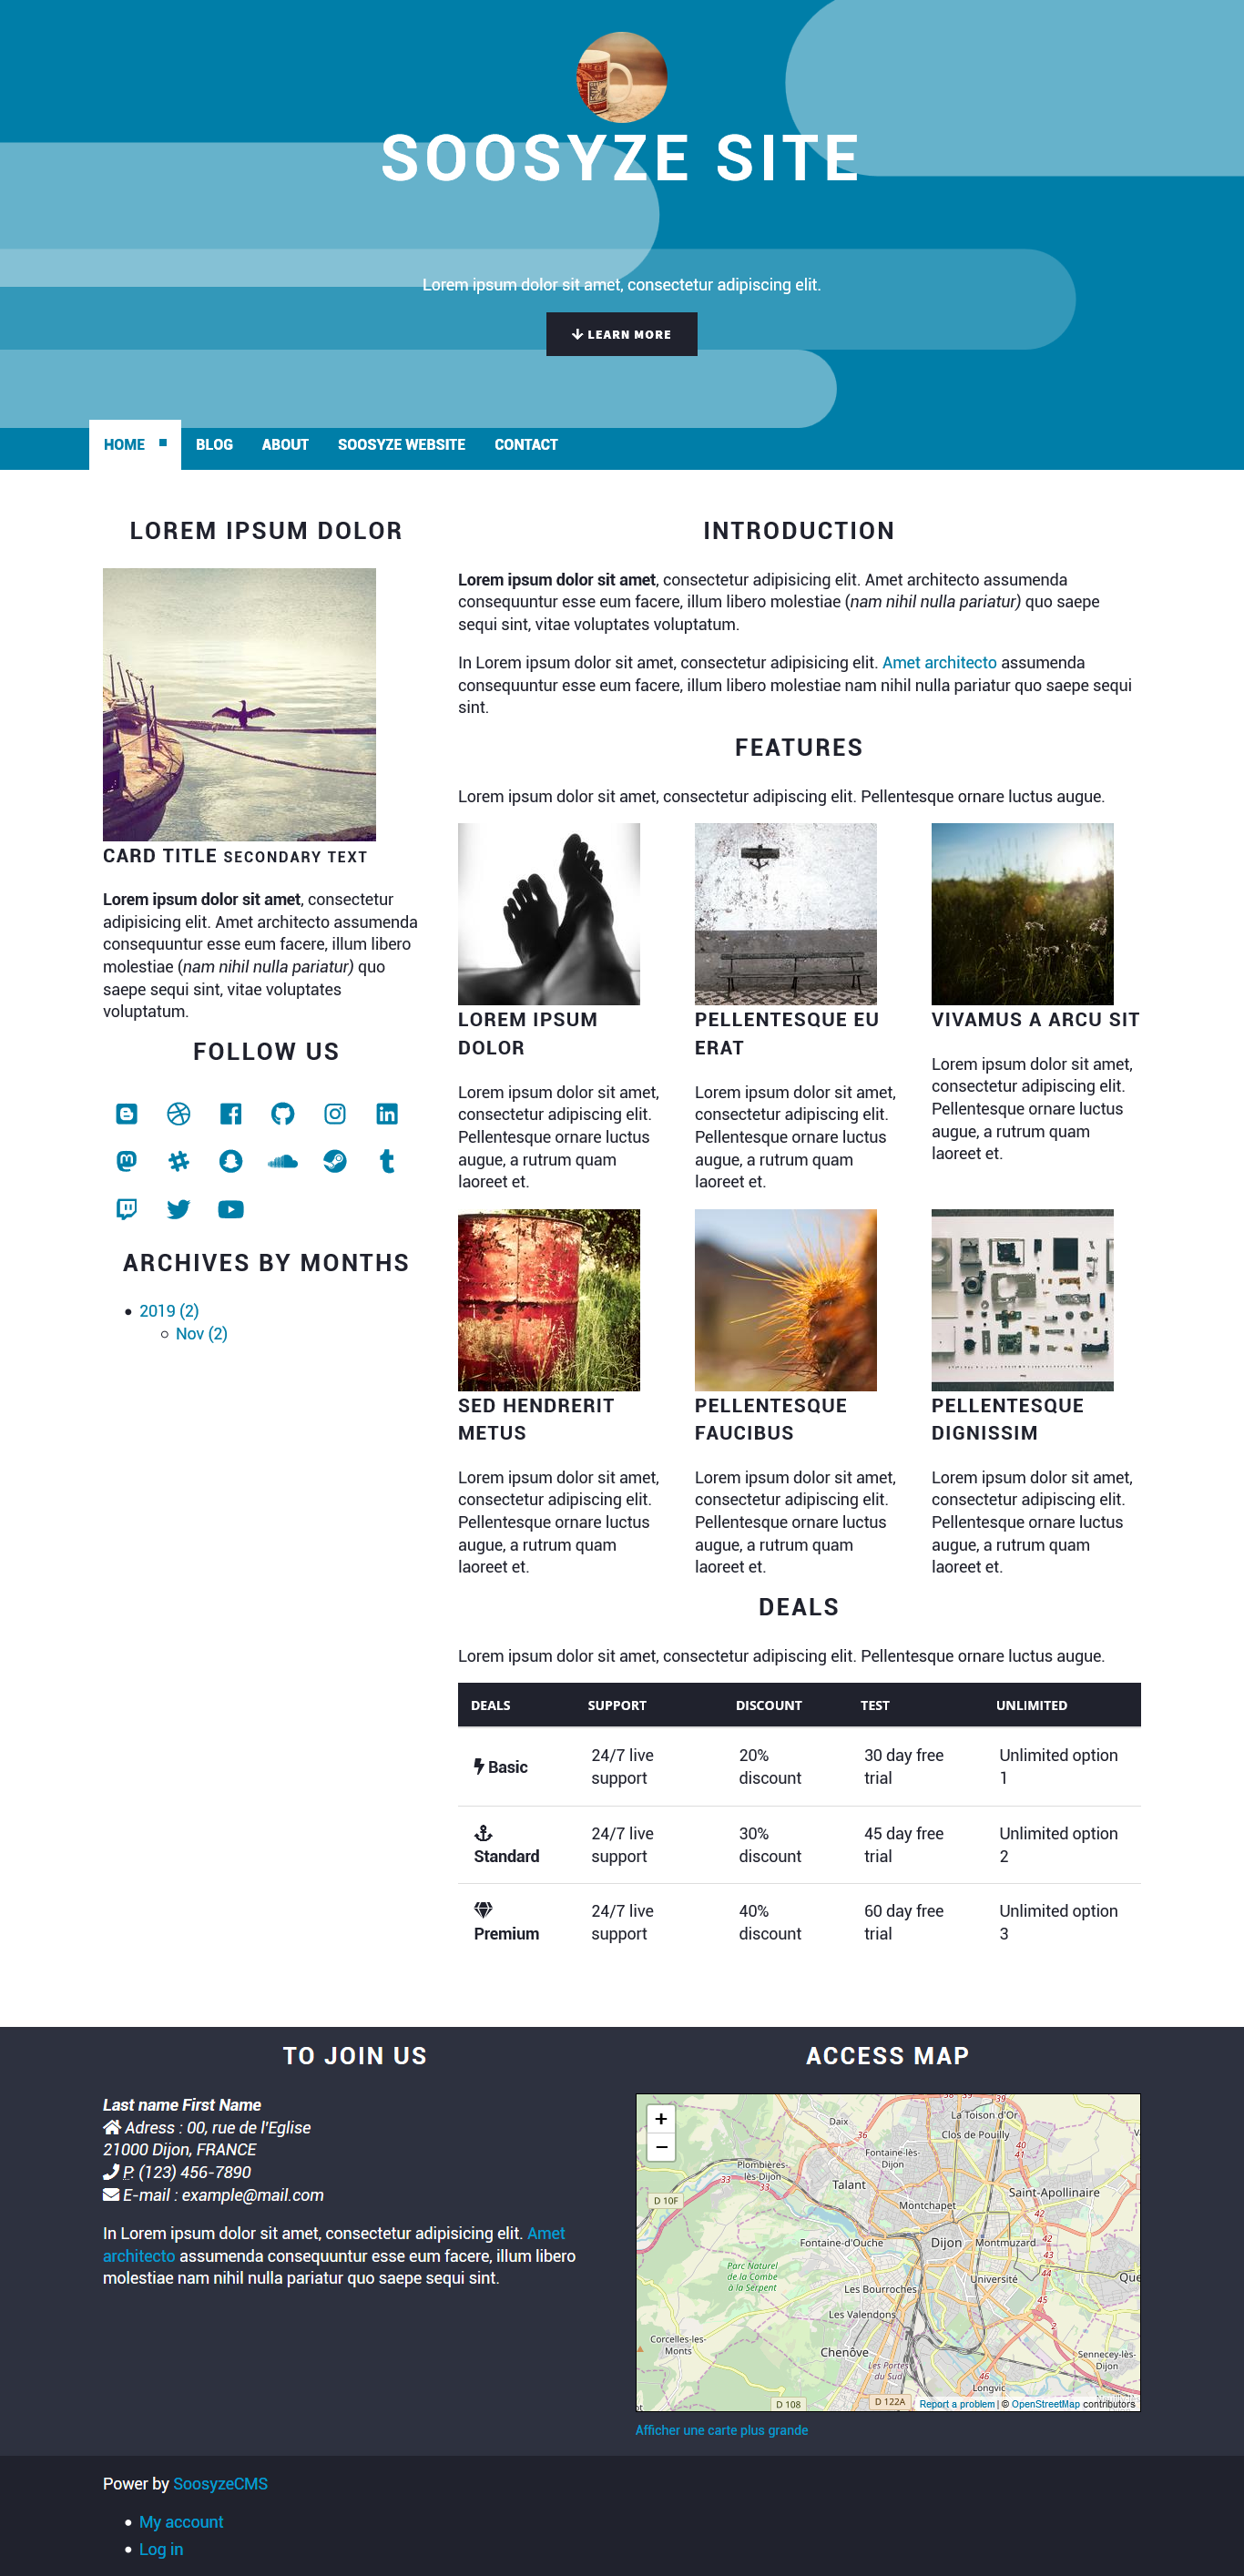 SOOSYZE SITE
Lorem ipsum dolor sit amet, consectetur adipiscing elit.
LEARN MORE
HOME BLOG ABOUT SOOSYZE WEBSITE CONTACT
LOREM IPSUM DOLOR
CARD TITLE SECONDARY TEXT
Lorem ipsum dolor sit amet, consectetur
adipisicing elit. Amet architecto assumenda
consequuntur esse eum facere, illum libero
molestiae (nam nihil nulla pariatur) quo
saepe sequi sint, vitae voluptates
voluptatum.
FOLLOW US
ARCHIVES BY MONTHS
2019 (2)
Nov (2)
INTRODUCTION
Lorem ipsum dolor sit amet, consectetur adipisicing elit. Amet architecto assumenda
consequuntur esse eum facere, illum libero molestiae (nam nihil nulla pariatur) quo saepe
sequi sint, vitae voluptates voluptatum.
In Lorem ipsum dolor sit amet, consectetur adipisicing elit. Amet architecto assumenda
consequuntur esse eum facere, illum libero molestiae nam nihil nulla pariatur quo saepe sequi
sint.
FEATURES
Lorem ipsum dolor sit amet, consectetur adipiscing elit. Pellentesque ornare luctus augue.
LOREM IPSUM
DOLOR
Lorem ipsum dolor sit amet,
consectetur adipiscing elit.
Pellentesque ornare luctus
augue, a rutrum quam
laoreet et.
PELLENTESQUE EU
ERAT
Lorem ipsum dolor sit amet,
consectetur adipiscing elit.
Pellentesque ornare luctus
augue, a rutrum quam
laoreet et.
VIVAMUS A ARCU SIT
Lorem ipsum dolor sit amet,
consectetur adipiscing elit.
Pellentesque ornare luctus
augue, a rutrum quam
laoreet et.
SED HENDRERIT
METUS
Lorem ipsum dolor sit amet,
consectetur adipiscing elit.
Pellentesque ornare luctus
augue, a rutrum quam
laoreet et.
PELLENTESQUE
FAUCIBUS
Lorem ipsum dolor sit amet,
consectetur adipiscing elit.
Pellentesque ornare luctus
augue, a rutrum quam
laoreet et.
PELLENTESQUE
DIGNISSIM
Lorem ipsum dolor sit amet,
consectetur adipiscing elit.
Pellentesque ornare luctus
augue, a rutrum quam
laoreet et.
DEALS
Lorem ipsum dolor sit amet, consectetur adipiscing elit. Pellentesque ornare luctus augue.
DEALS SUPPORT DISCOUNT TEST UNLIMITED
Basic
24/7 live
support
20%
discount
30 day free
trial
Unlimited option
1
Standard
24/7 live
support
30%
discount
45 day free
trial
Unlimited option
2
Premium
24/7 live
support
40%
discount
60 day free
trial
Unlimited option
3
TO JOIN US
Last name First Name
Adress : 00, rue de l'Eglise
21000 Dijon, FRANCE
P: (123) 456-7890
E-mail : example@mail.com
In Lorem ipsum dolor sit amet, consectetur adipisicing elit. Amet
architecto assumenda consequuntur esse eum facere, illum libero
molestiae nam nihil nulla pariatur quo saepe sequi sint.
ACCESS MAP
+
−
38
39
39
La Toison d'Or
Daix
Clos de Pouilly
36
40
41
Fontaine-lès-
Dijon
Plombières-
lès-Dijon
33
33
Talant
Saint-Apollinaire
D 10F
Montchapet
42
42
Fontaine-d'Ouche
Dijon
Montmuzard
43
Parc Naturel
de la Combe
à la Serpent
Université
44
Que
Les Bourroches
45
Les Valendons
Corcelles-les-
Monts
Chenôve
Sennecey-lès-
Dijon
Les Portes
du Sud
46
Longvic
D 108
D 122A
Report a problem | © OpenStreetMap contributors
Afficher une carte plus grande
Power by SoosyzeCMS
My account
Log in